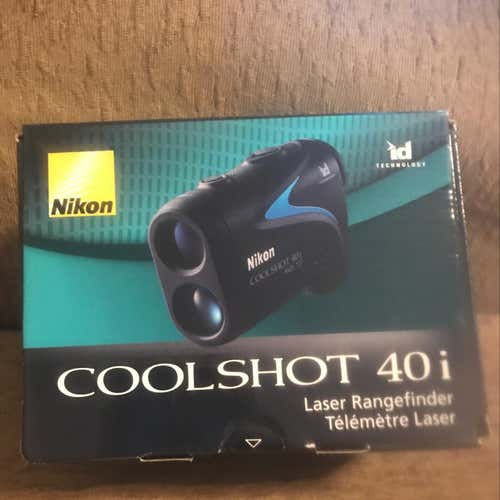 Nikon
id
TECHNOLOGY
Nikon
COOLSHOT 40i
COOLSHOT 40 i
Laser Rangefinder
Télémètre Laser